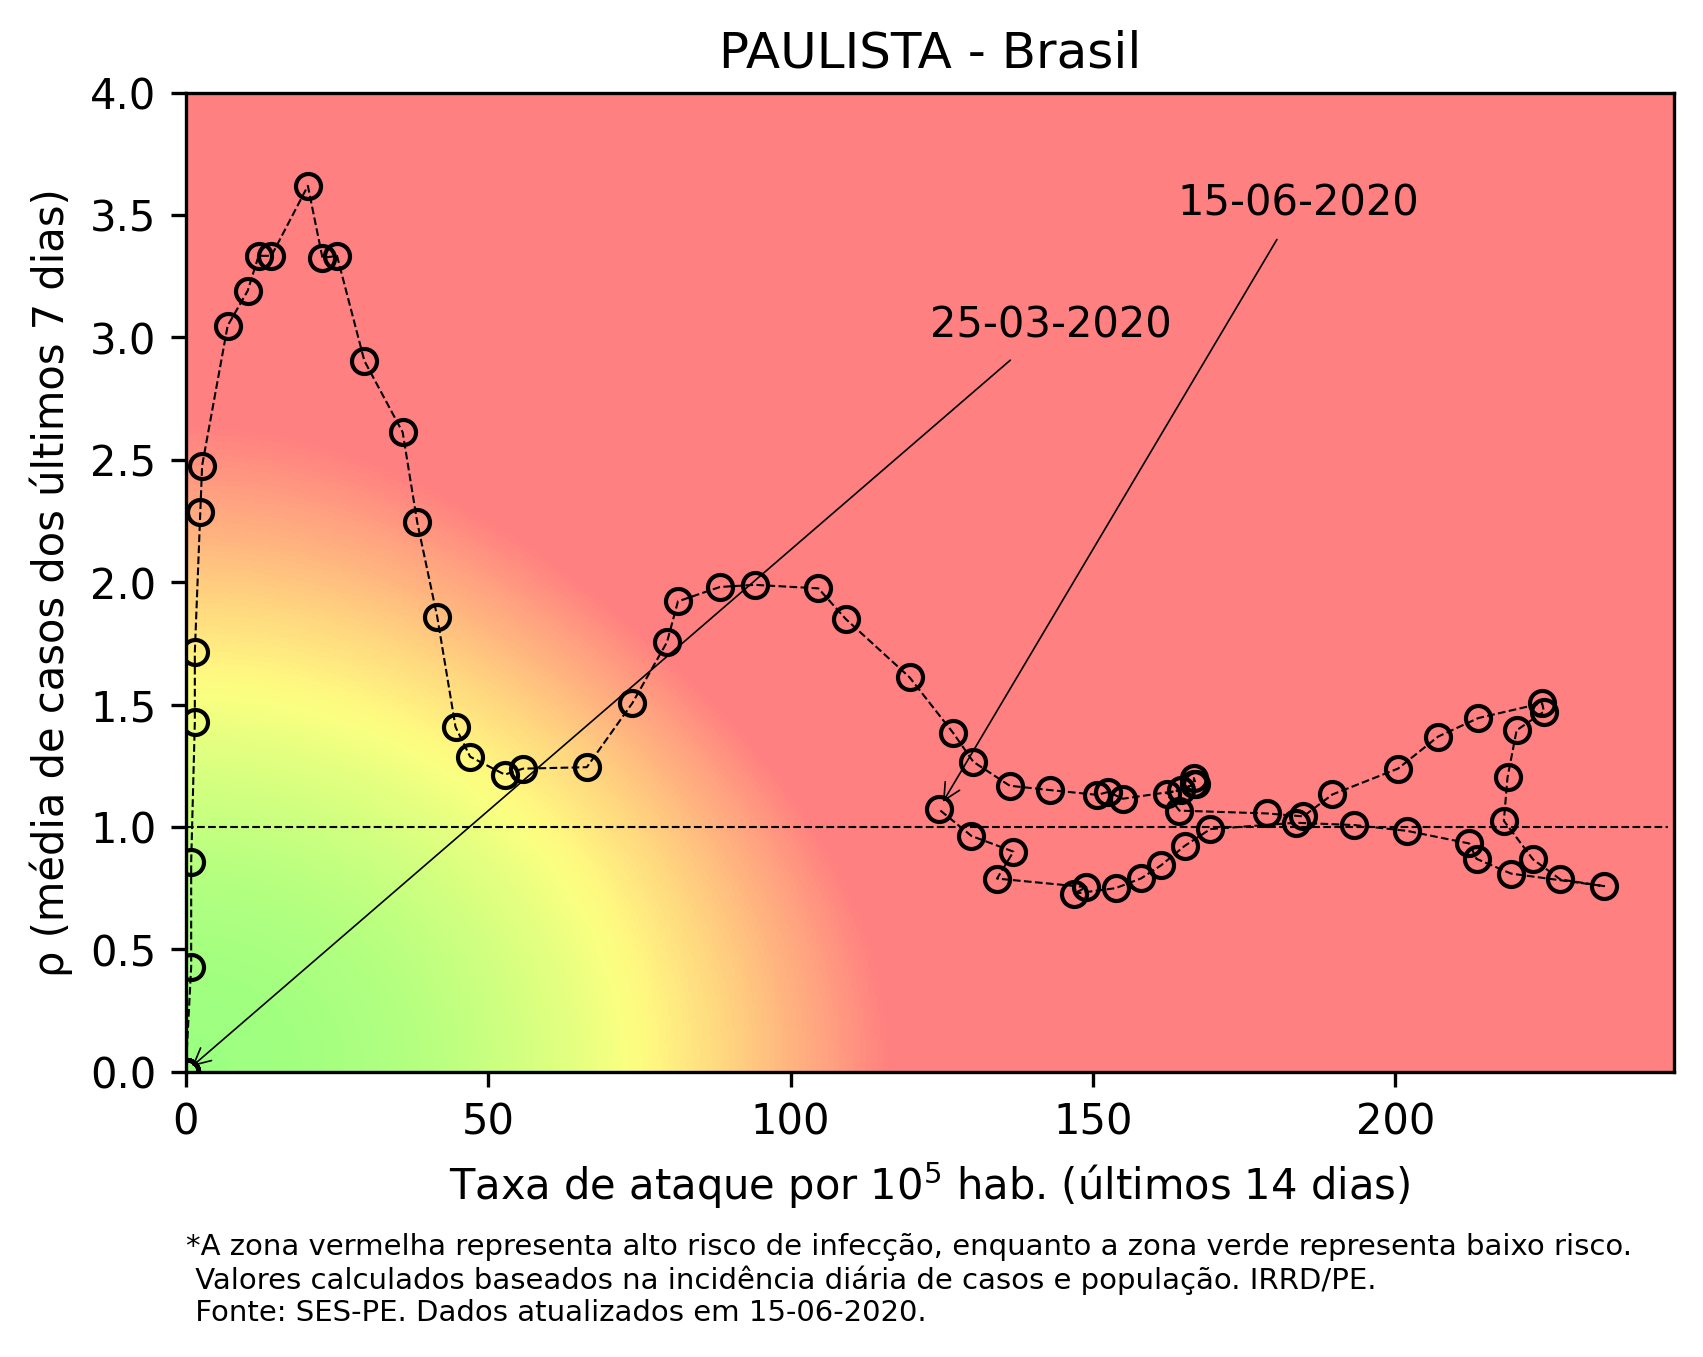 PAULISTA - Brasil
4.0
3.5
3.0
2.5
2.0
1.5
1.0
0.5
0.0
ρ (média de casos dos últimos 7 dias)
15-06-2020
25-03-2020
0
50
100
150
200
Taxa de ataque por 10⁵ hab. (últimos 14 dias)
*A zona vermelha representa alto risco de infecção, enquanto a zona verde representa baixo risco.
Valores calculados baseados na incidência diária de casos e população. IRRD/PE.
Fonte: SES-PE. Dados atualizados em 15-06-2020.